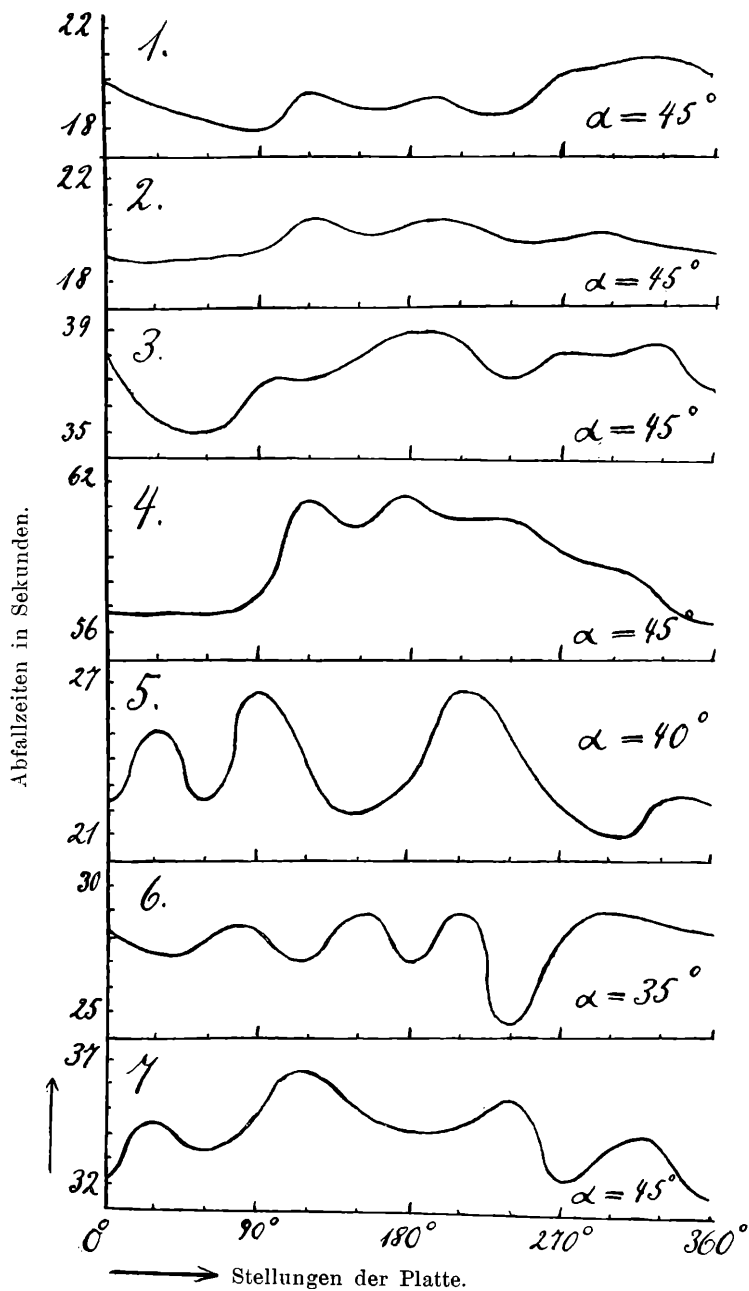 22
1.
18
α = 45°
22
2.
18
α = 45°
39
3.
35
α = 45°
62
4.
56
α = 45°
27
5.
α = 40°
21
30
6.
25
α = 35°
37
7
32
α = 45°
0° 90° 180° 270° 360°
Stellungen der Platte.
Abfallzeiten in Sekunden.